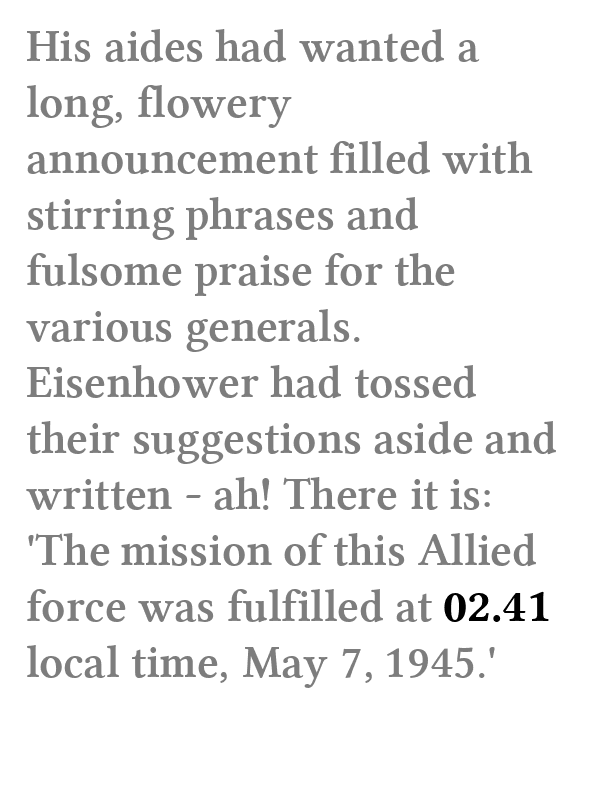 His aides had wanted a
long, flowery
announcement filled with
stirring phrases and
fulsome praise for the
various generals.
Eisenhower had tossed
their suggestions aside and
written - ah! There it is:
'The mission of this Allied
force was fulfilled at 02.41
local time, May 7, 1945.'